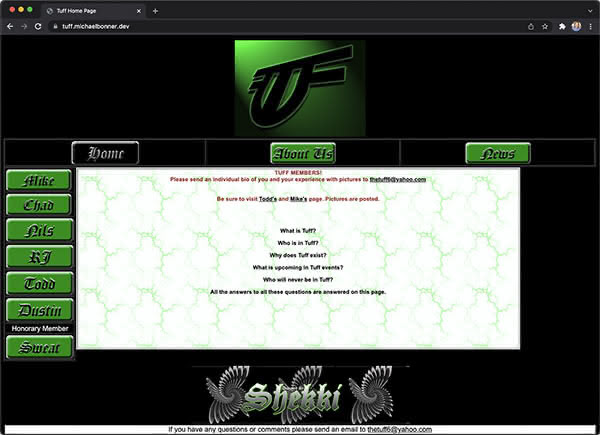 Tuff Home Page
tuff.michaelbonner.dev
TUFF
Home
About Us
News
Mike
Chad
Nils
RJ
Todd
Dustin
Honorary Member
Sweat
TUFF MEMBERS!
Please send an individual bio of you and your experience with pictures to thetuff6@yahoo.com
Be sure to visit Todd's and Mike's page. Pictures are posted.
What is Tuff?
Who is in Tuff?
Why does Tuff exist?
What is upcoming in Tuff events?
Who will never be in Tuff?
All the answers to all these questions are answered on this page.
Shekki
If you have any questions or comments please send an email to thetuff6@yahoo.com